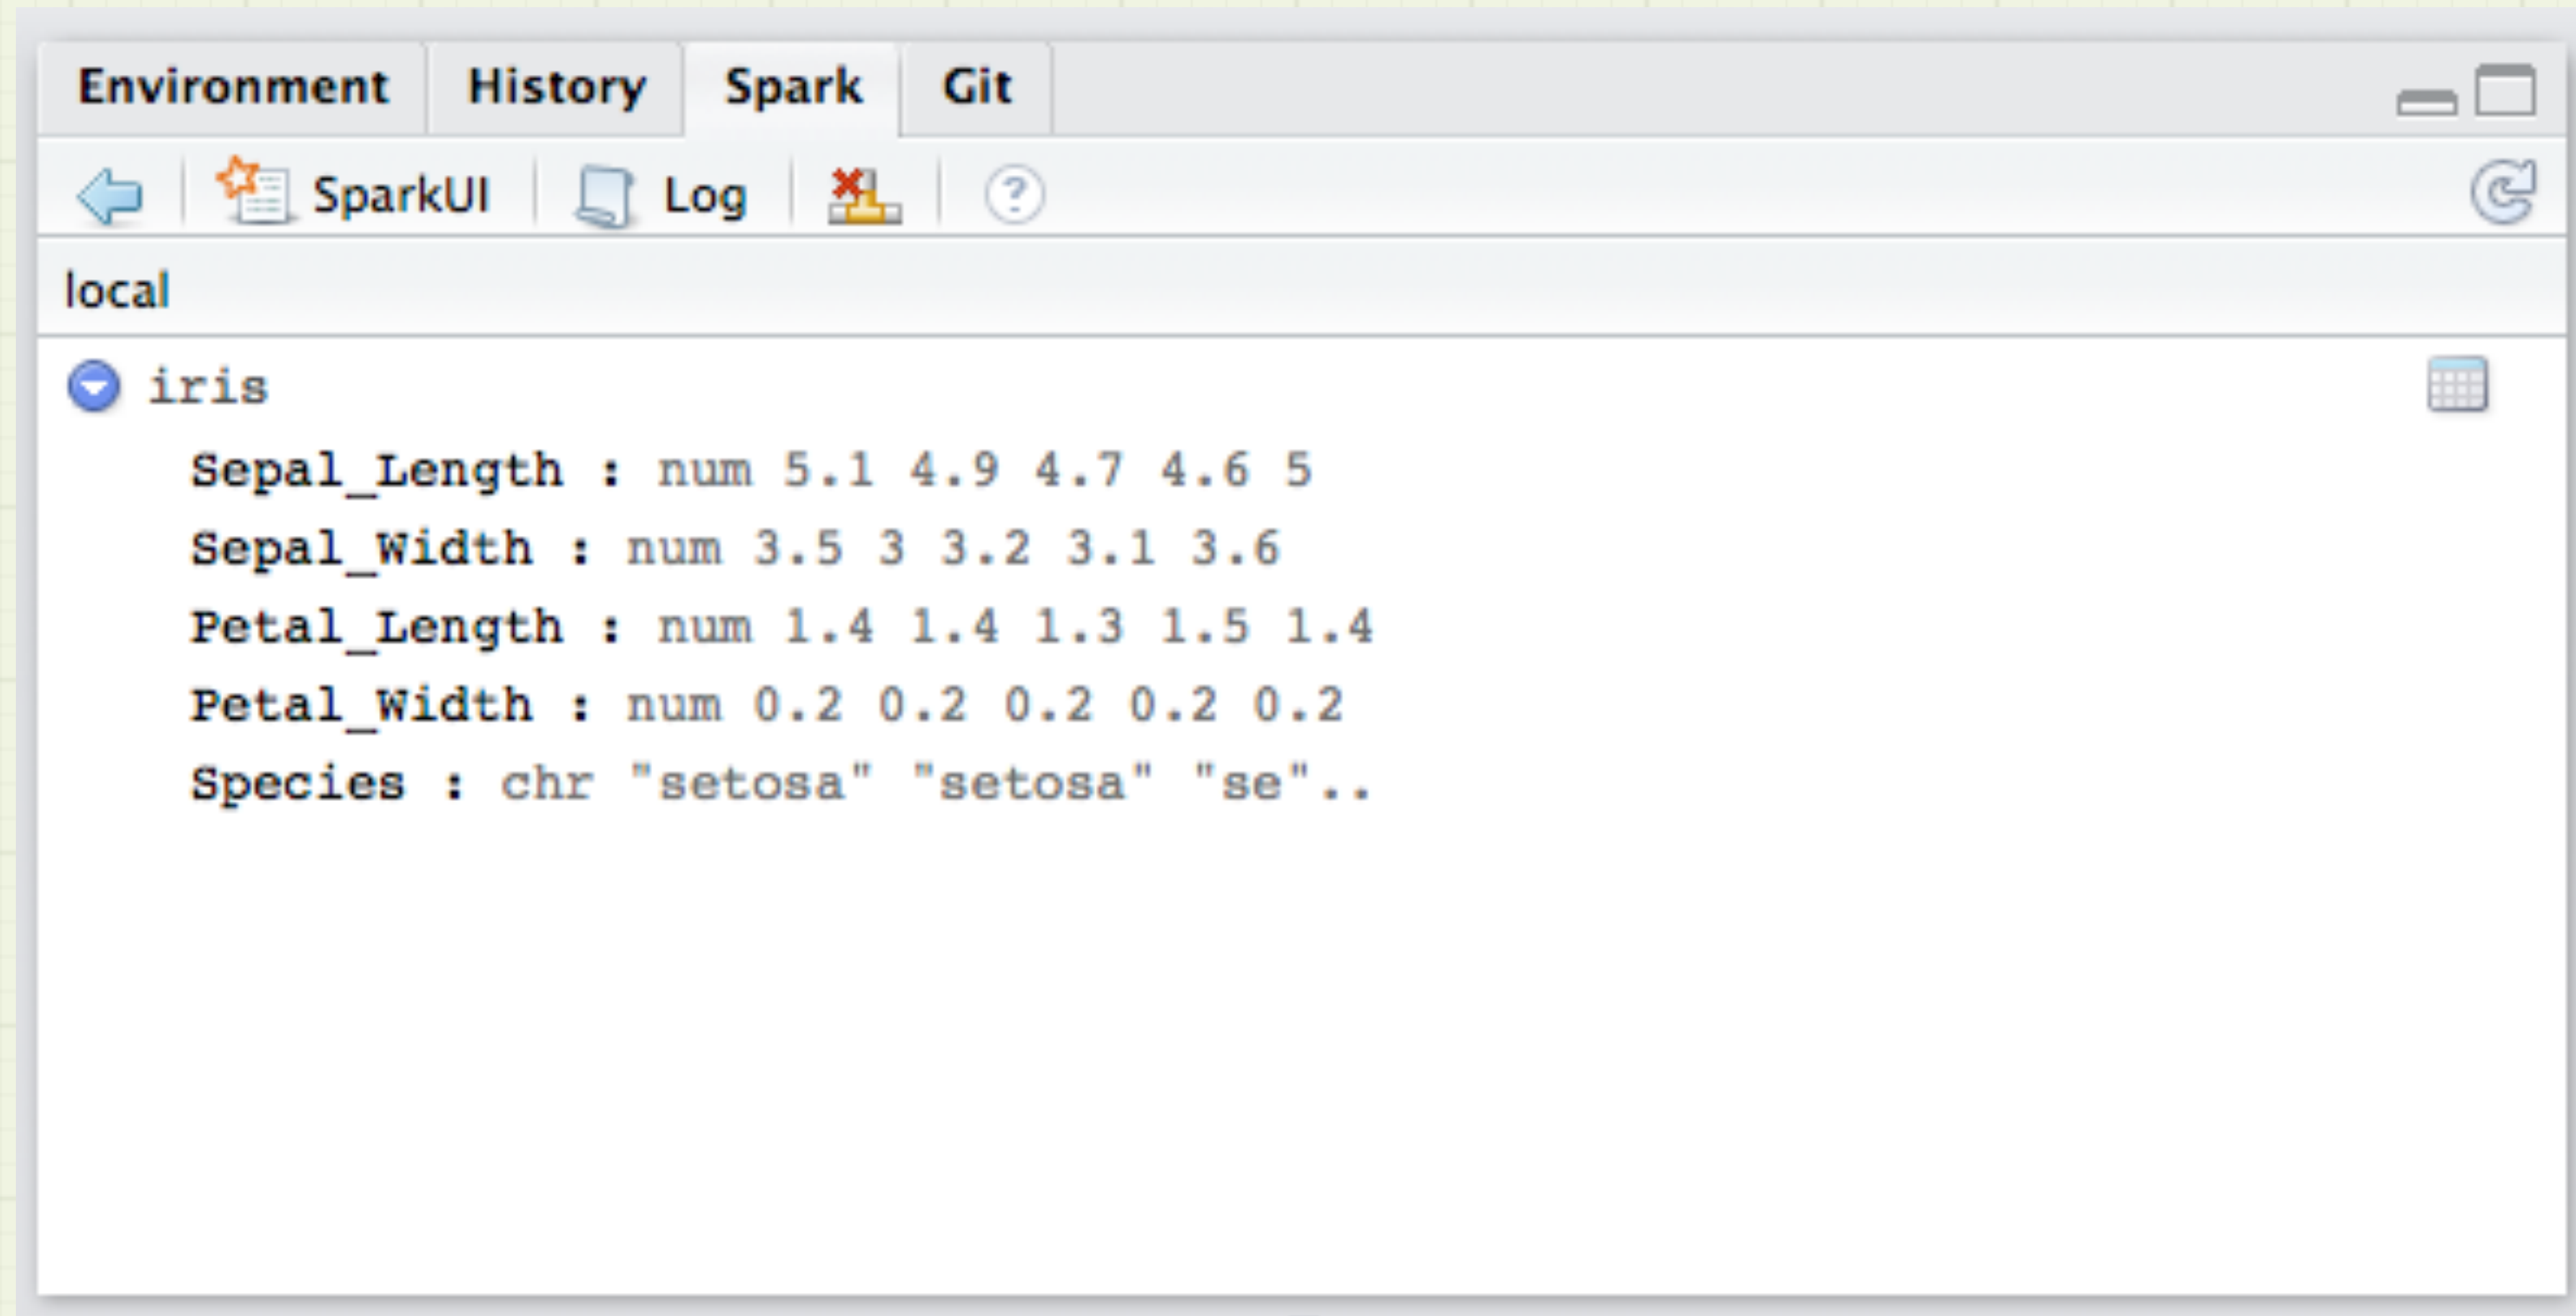 Environment History Spark Git
SparkUI Log ?
local
iris
Sepal_Length : num 5.1 4.9 4.7 4.6 5
Sepal_Width : num 3.5 3 3.2 3.1 3.6
Petal_Length : num 1.4 1.4 1.3 1.5 1.4
Petal_Width : num 0.2 0.2 0.2 0.2 0.2
Species : chr "setosa" "setosa" "se"..